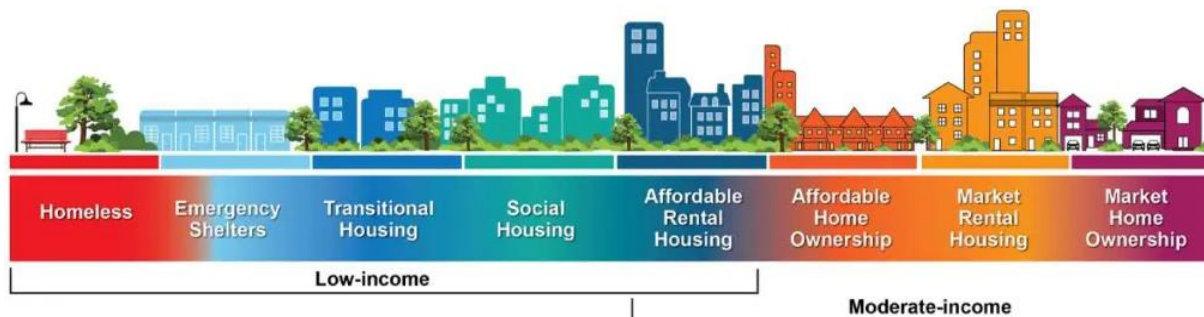 Homeless
Emergency
Shelters
Transitional
Housing
Social
Housing
Affordable
Rental
Housing
Affordable
Home
Ownership
Market
Rental
Housing
Market
Home
Ownership
Low-income
Moderate-income